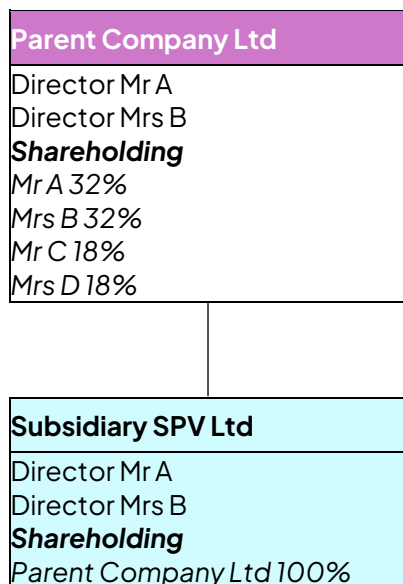 Parent Company Ltd
Director Mr A
Director Mrs B
Shareholding
Mr A 32%
Mrs B 32%
Mr C 18%
Mrs D 18%
Subsidiary SPV Ltd
Director Mr A
Director Mrs B
Shareholding
Parent Company Ltd 100%